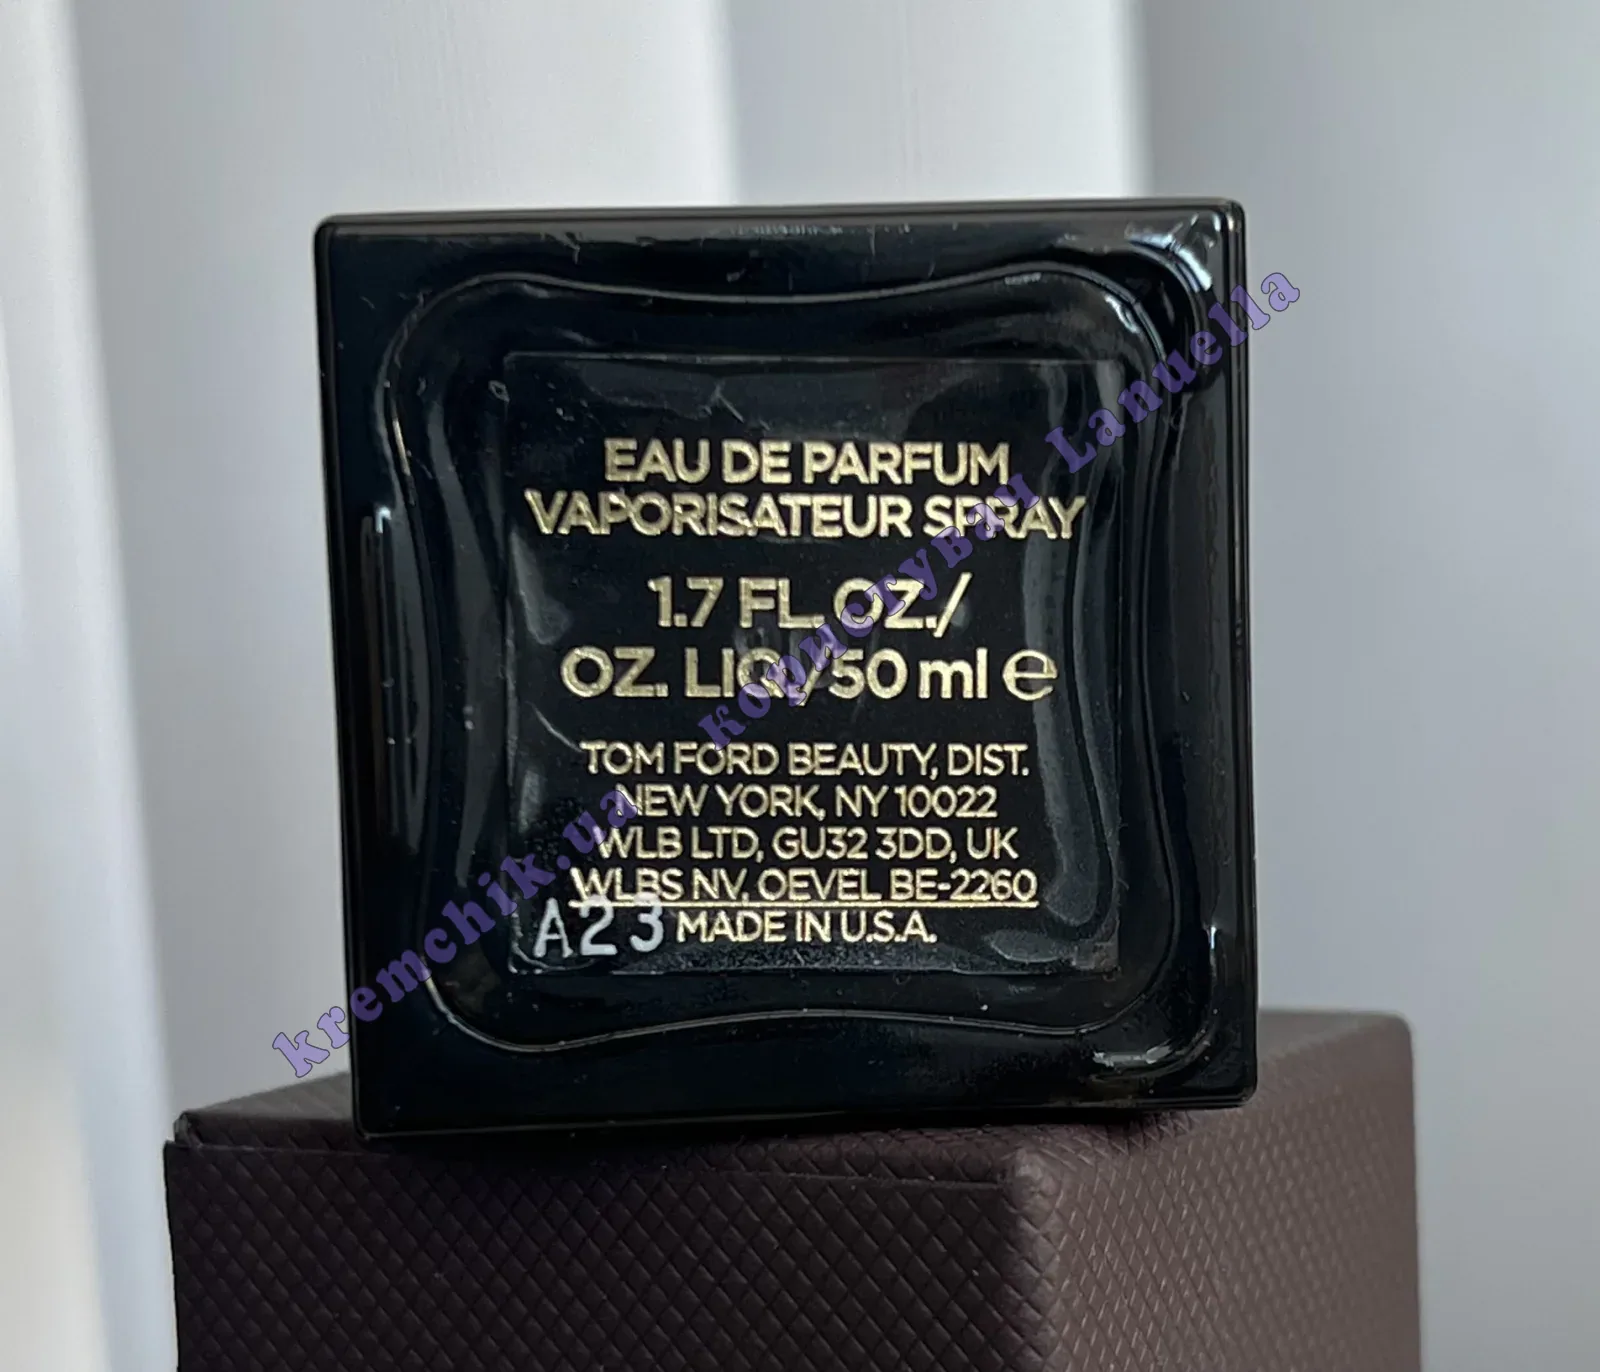 EAU DE PARFUM
VAPORISATEUR SPRAY
1.7 FL. OZ./
OZ. LIQ./50 ml ℮
TOM FORD BEAUTY, DIST.
NEW YORK, NY 10022
WLB LTD, GU32 3DD, UK
WLBS NV, OEVEL BE-2260
A23 MADE IN U.S.A.
kremchik.ua користувач Lanuella